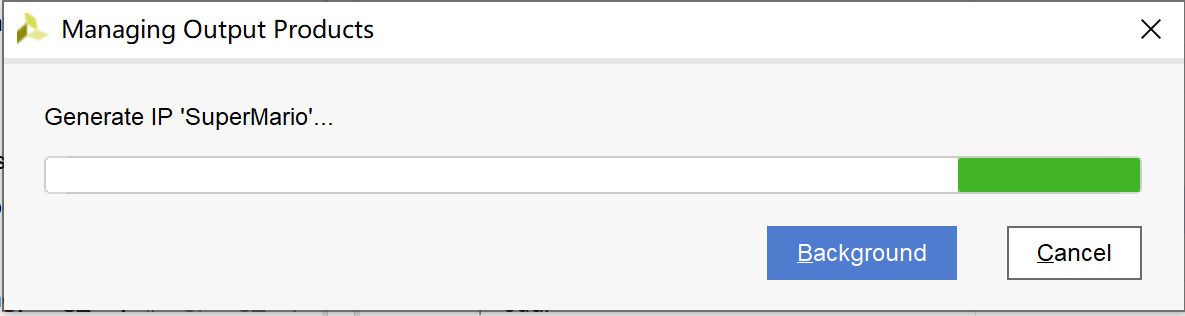 Managing Output Products
Generate IP 'SuperMario'...
Background
Cancel